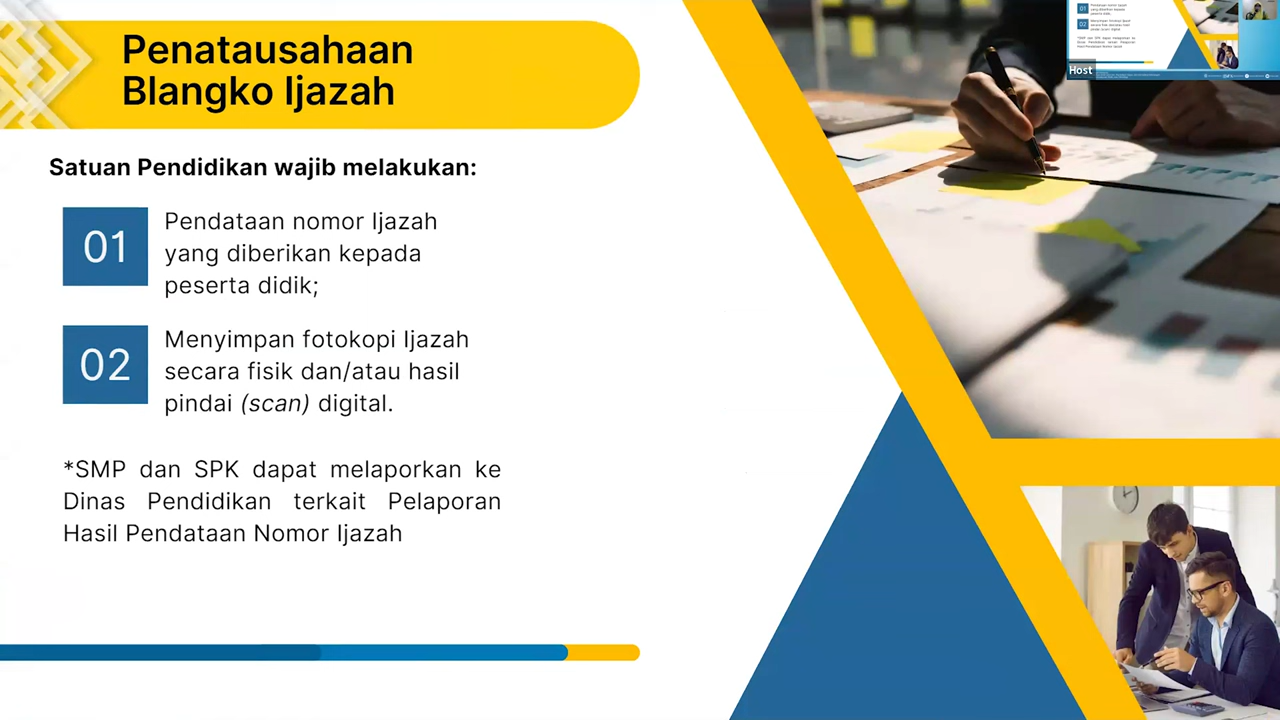 Penatausahaan
Blangko Ijazah
Satuan Pendidikan wajib melakukan:
01
Pendataan nomor Ijazah
yang diberikan kepada
peserta didik;
02
Menyimpan fotokopi Ijazah
secara fisik dan/atau hasil
pindai (scan) digital.
*SMP dan SPK dapat melaporkan ke
Dinas Pendidikan terkait Pelaporan
Hasil Pendataan Nomor Ijazah
Host